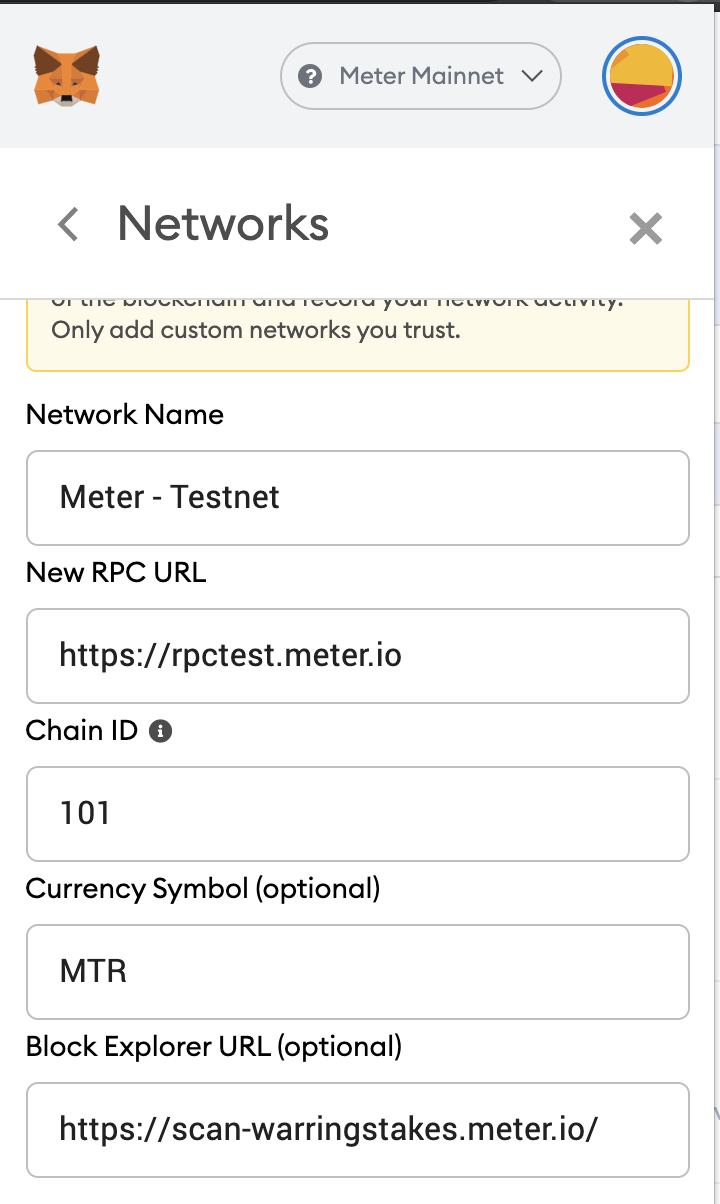 Meter Mainnet
Networks
of the blockchain and record your network activity.
Only add custom networks you trust.
Network Name
Meter - Testnet
New RPC URL
https://rpctest.meter.io
Chain ID
101
Currency Symbol (optional)
MTR
Block Explorer URL (optional)
https://scan-warringstakes.meter.io/